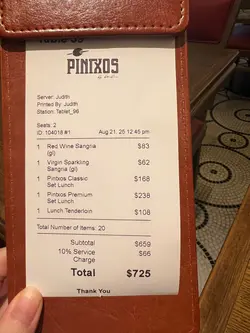 PINTXOS
Server: Judith
Printed By: Judith
Station: Tablet_96
Seats: 2
ID: 104018 #1 Aug 21, 25 12:45 pm
1 Red Wine Sangria (gl) $83
1 Virgin Sparkling Sangria (gl) $62
1 Pintxos Classic Set Lunch $168
1 Pintxos Premium Set Lunch $238
1 Lunch Tenderloin $108
Total Number of Items: 20
Subtotal $659
10% Service Charge $66
Total $725
Thank You